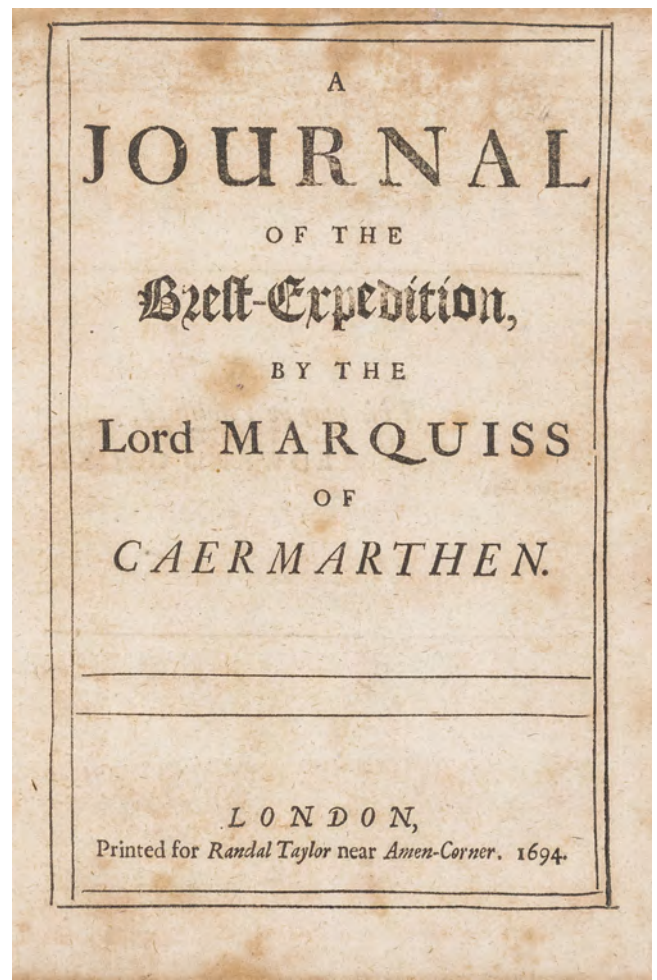 A
JOURNAL
OF THE
Brest-Expedition,
BY THE
Lord MARQUISS
OF
CAERMARTHEN.
LONDON,
Printed for Randal Taylor near Amen-Corner. 1694.